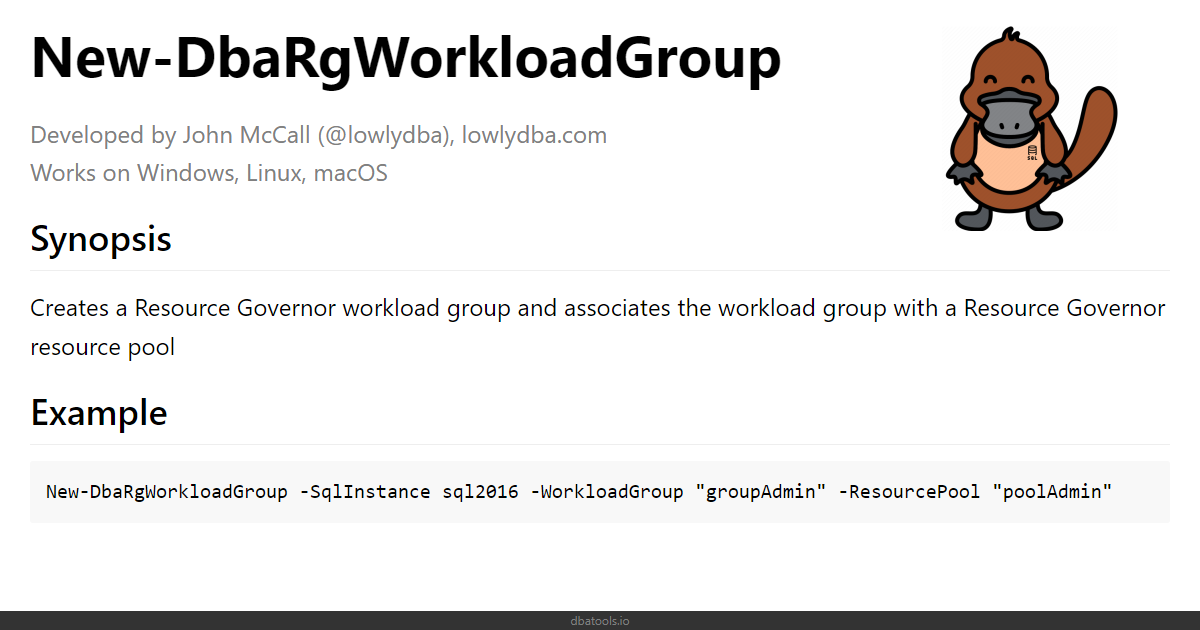 New-DbaRgWorkloadGroup
Developed by John McCall (@lowlydba), lowlydba.com
Works on Windows, Linux, macOS
SQL
Synopsis
Creates a Resource Governor workload group and associates the workload group with a Resource Governor
resource pool
Example
New-DbaRgWorkloadGroup -SqlInstance sql2016 -WorkloadGroup "groupAdmin" -ResourcePool "poolAdmin"
dbatools.io